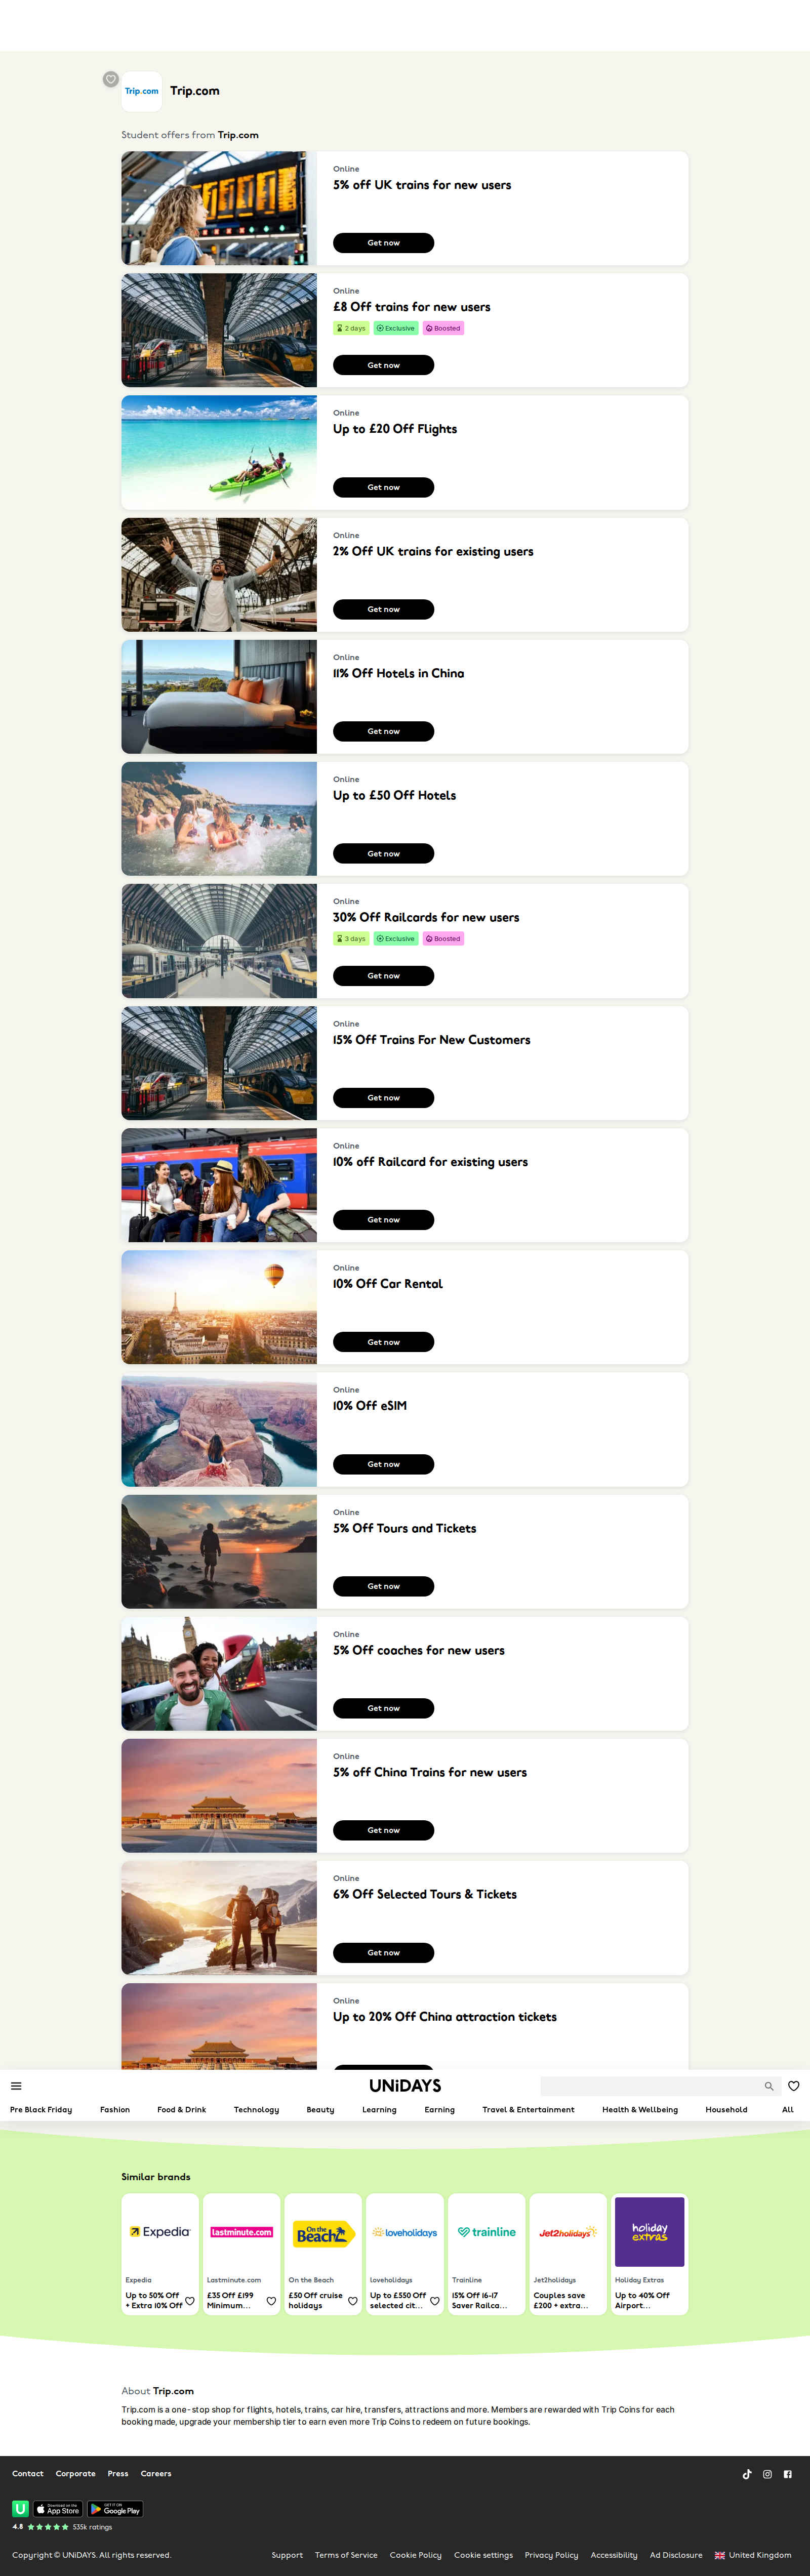 Trip.com
Trip.com
Student offers from Trip.com
Online
5% off UK trains for new users
Get now
Online
£8 Off trains for new users
2 days Exclusive Boosted
Get now
Online
Up to £20 Off Flights
Get now
Online
2% Off UK trains for existing users
Get now
Online
11% Off Hotels in China
Get now
Online
Up to £50 Off Hotels
Get now
Online
30% Off Railcards for new users
3 days Exclusive Boosted
Get now
Online
15% Off Trains For New Customers
Get now
Online
10% off Railcard for existing users
Get now
Online
10% Off Car Rental
Get now
Online
10% Off eSIM
Get now
Online
5% Off Tours and Tickets
Get now
Online
5% Off coaches for new users
Get now
Online
5% off China Trains for new users
Get now
Online
6% Off Selected Tours & Tickets
Get now
Online
Up to 20% Off China attraction tickets
UNiDAYS
Pre Black Friday Fashion Food & Drink Technology Beauty Learning Earning Travel & Entertainment Health & Wellbeing Household All
Similar brands
Expedia
Expedia
Up to 50% Off
+ Extra 10% Off
lastminute.com
Lastminute.com
£35 Off £199
Minimum...
On the Beach
On the Beach
£50 Off cruise
holidays
loveholidays
loveholidays
Up to £550 Off
selected cit...
trainline
Trainline
15% Off 16-17
Saver Railca...
Jet2holidays
Jet2holidays
Couples save
£200 + extra...
holiday
extras
Holiday Extras
Up to 40% Off
Airport...
About Trip.com
Trip.com is a one-stop shop for flights, hotels, trains, car hire, transfers, attractions and more. Members are rewarded with Trip Coins for each
booking made, upgrade your membership tier to earn even more Trip Coins to redeem on future bookings.
Contact Corporate Press Careers
U
Download on the
App Store
GET IT ON
Google Play
4.8 535k ratings
Copyright © UNiDAYS. All rights reserved.
Support Terms of Service Cookie Policy Cookie settings Privacy Policy Accessibility Ad Disclosure United Kingdom